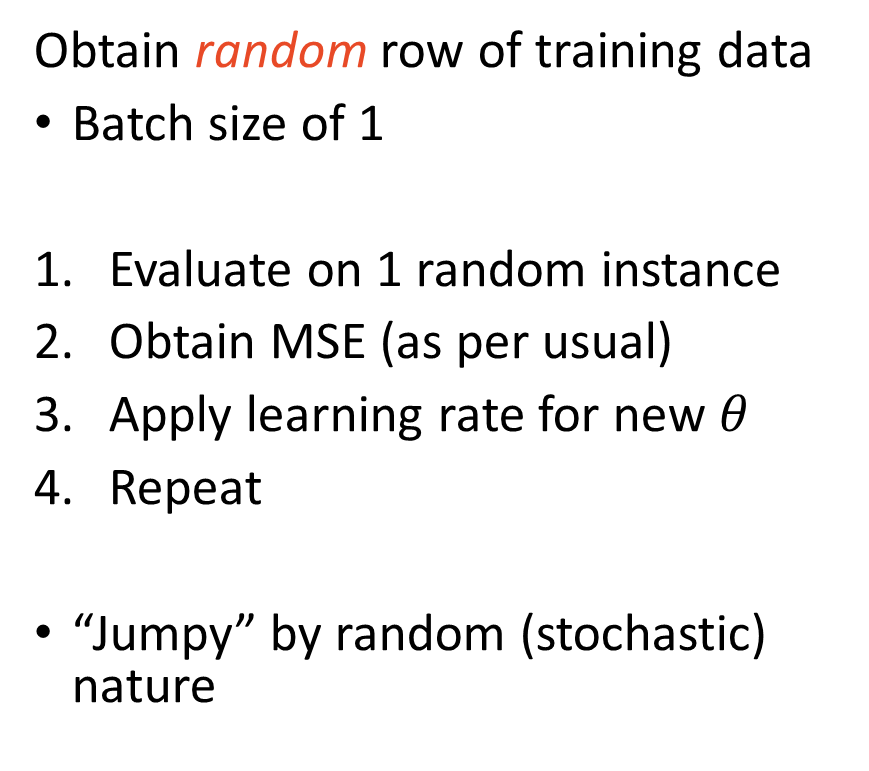 Obtain random row of training data
• Batch size of 1
1. Evaluate on 1 random instance
2. Obtain MSE (as per usual)
3. Apply learning rate for new θ
4. Repeat
• “Jumpy” by random (stochastic)
nature